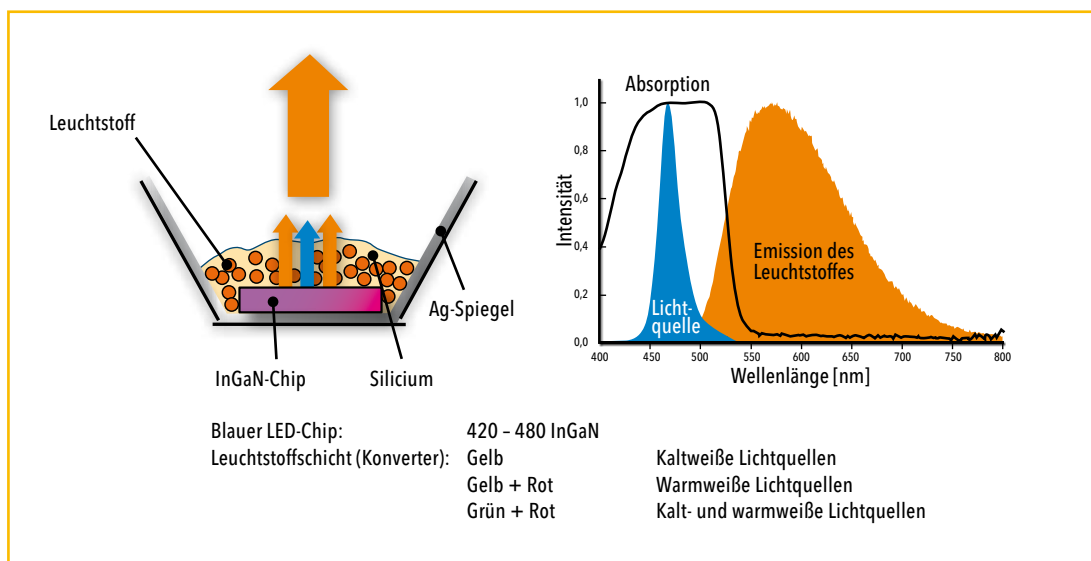 Leuchtstoff
Ag-Spiegel
InGaN-Chip
Silicium
Absorption
Intensität
1,0
0,8
0,6
0,4
0,2
0,0
Licht-
quelle
Emission des
Leuchtstoffes
400 450 500 550 600 650 700 750 800
Wellenlänge [nm]
Blauer LED-Chip: 420 – 480 InGaN
Leuchtstoffschicht (Konverter): Gelb Kaltweiße Lichtquellen
Gelb + Rot Warmweiße Lichtquellen
Grün + Rot Kalt- und warmweiße Lichtquellen